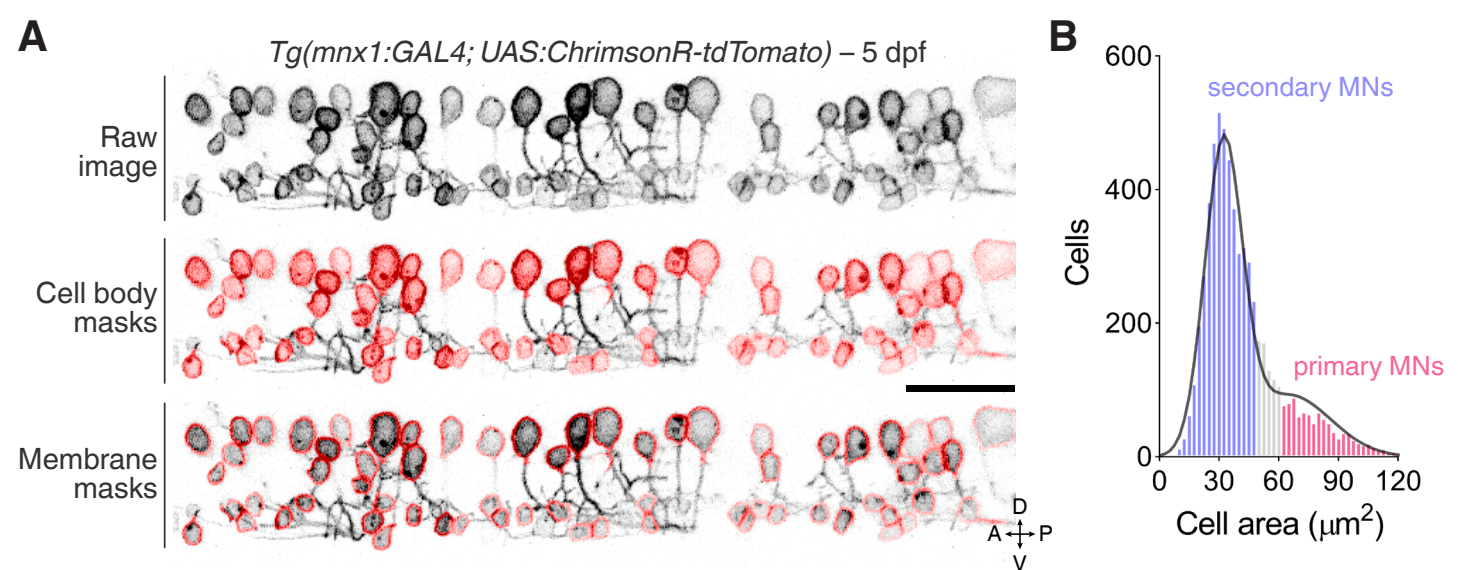 A
Tg(mnx1:GAL4; UAS:ChrimsonR-tdTomato) – 5 dpf
Raw
image
Cell body
masks
Membrane
masks
D
A P
V
B
600
400
200
0
Cells
secondary MNs
primary MNs
0 30 60 90 120
Cell area (μm²)